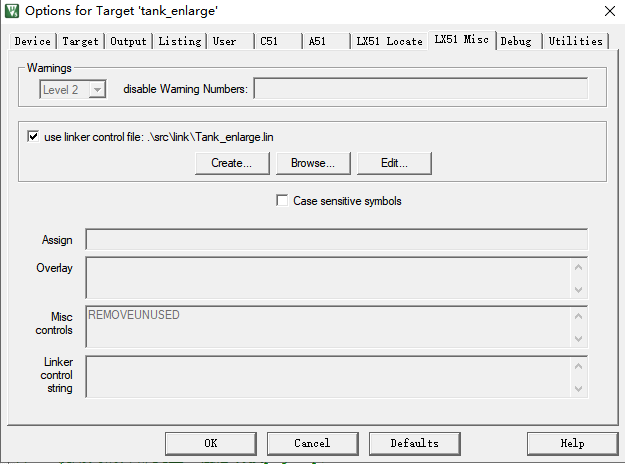 Options for Target 'tank_enlarge'
Device Target Output Listing User C51 A51 LX51 Locate LX51 Misc Debug Utilities
Warnings
Level 2 disable Warning Numbers:
use linker control file: .\src\link\Tank_enlarge.lin
Create... Browse... Edit...
Case sensitive symbols
Assign
Overlay
Misc
controls
REMOVEUNUSED
Linker
control
string
OK Cancel Defaults Help